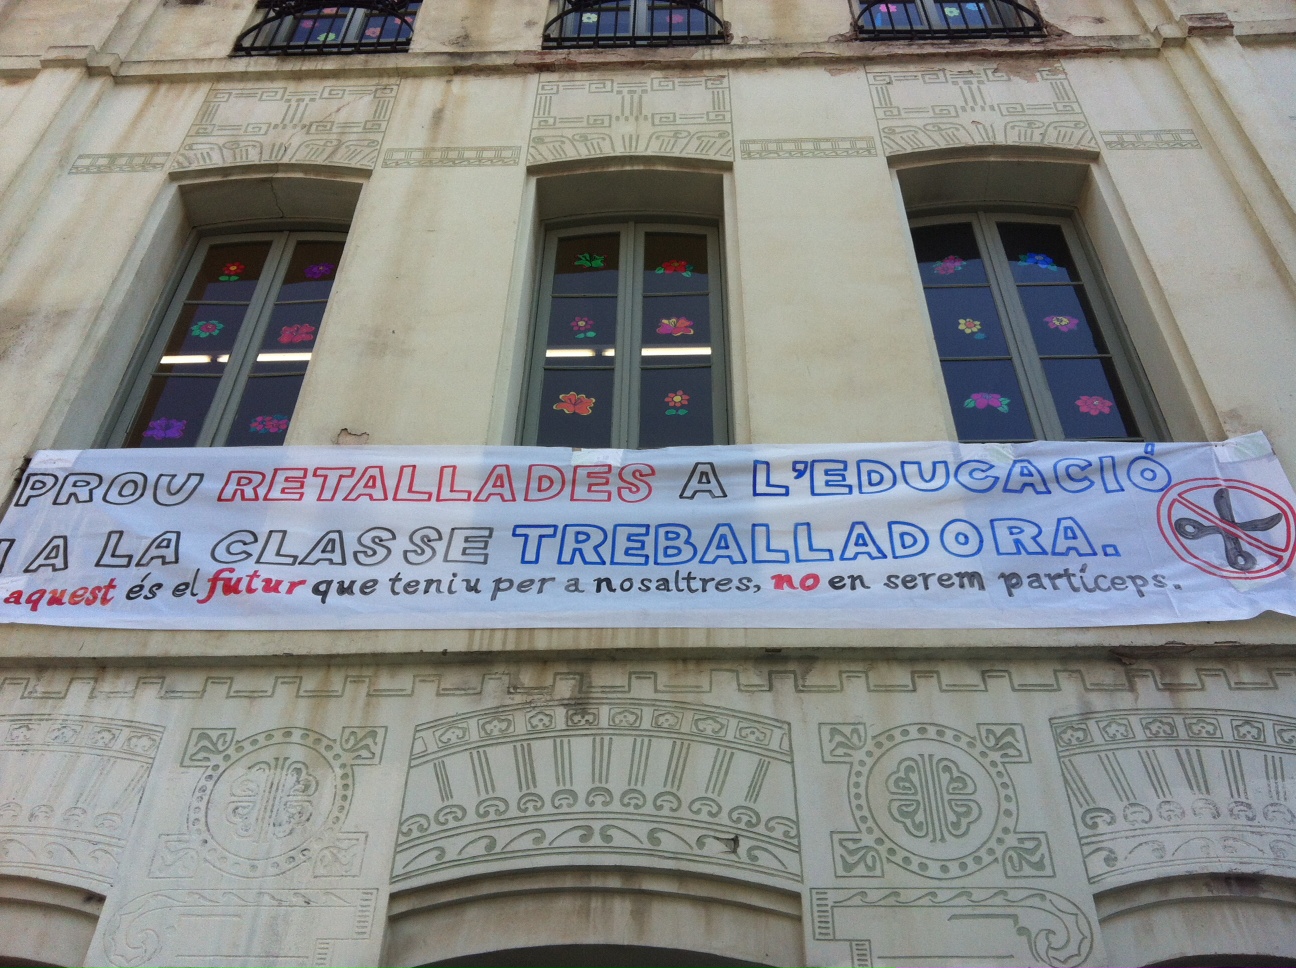 PROU RETALLADES A L'EDUCACIÓ
I A LA CLASSE TREBALLADORA.
aquest és el futur que teniu per a nosaltres, no en serem partíceps.